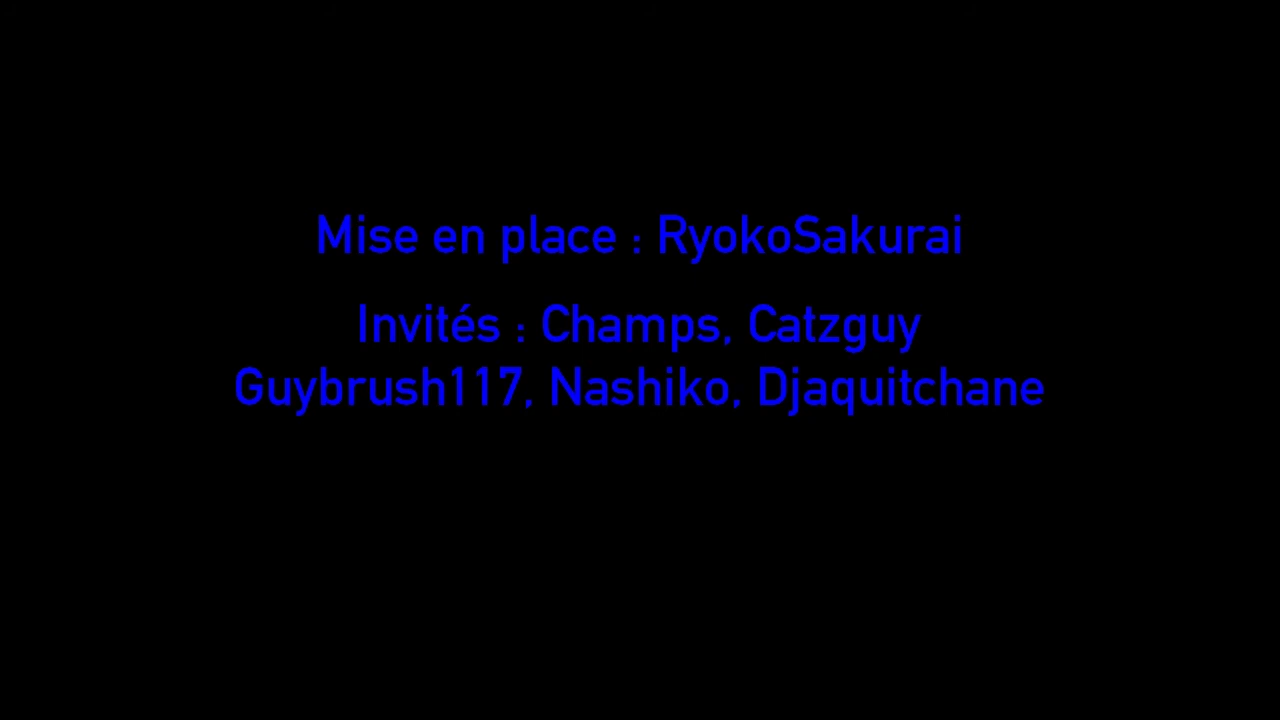 Mise en place : RyokoSakurai
Invités : Champs, Catzguy
Guybrush117, Nashiko, Djaquitchane